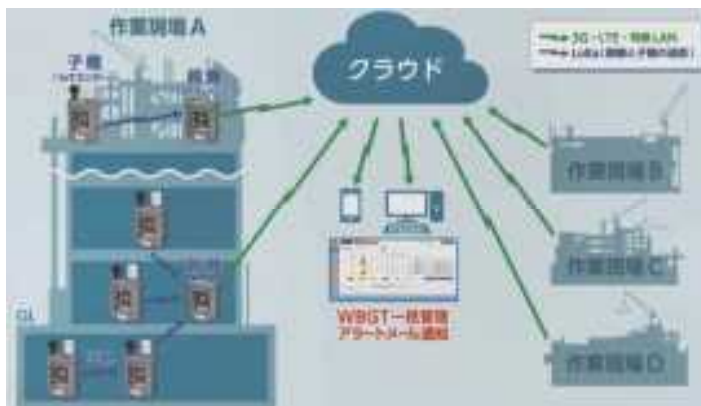 作業現場A
子機
親機
クラウド
3G・LTE・有線LAN
作業現場B
作業現場C
作業現場D
GL
WBGT一括管理
アラートメール通知